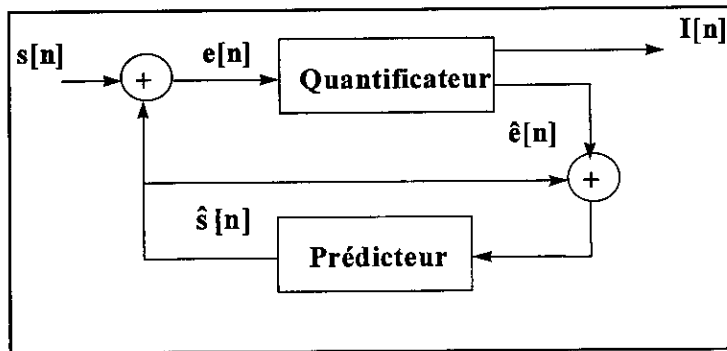 I[n]
s[n]
e[n]
+
Quantificateur
ê[n]
+
ŝ[n]
Prédicteur